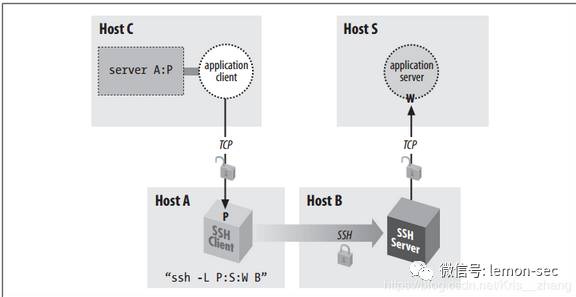 Host C
Host S
server A:P
application
client
application
server
W
TCP
TCP
Host A
Host B
P
SSH
Client
SSH
SSH
Server
"ssh -L P:S:W B"
微信号: lemon-sec
https://blog.csdn.net/Kris__zhang